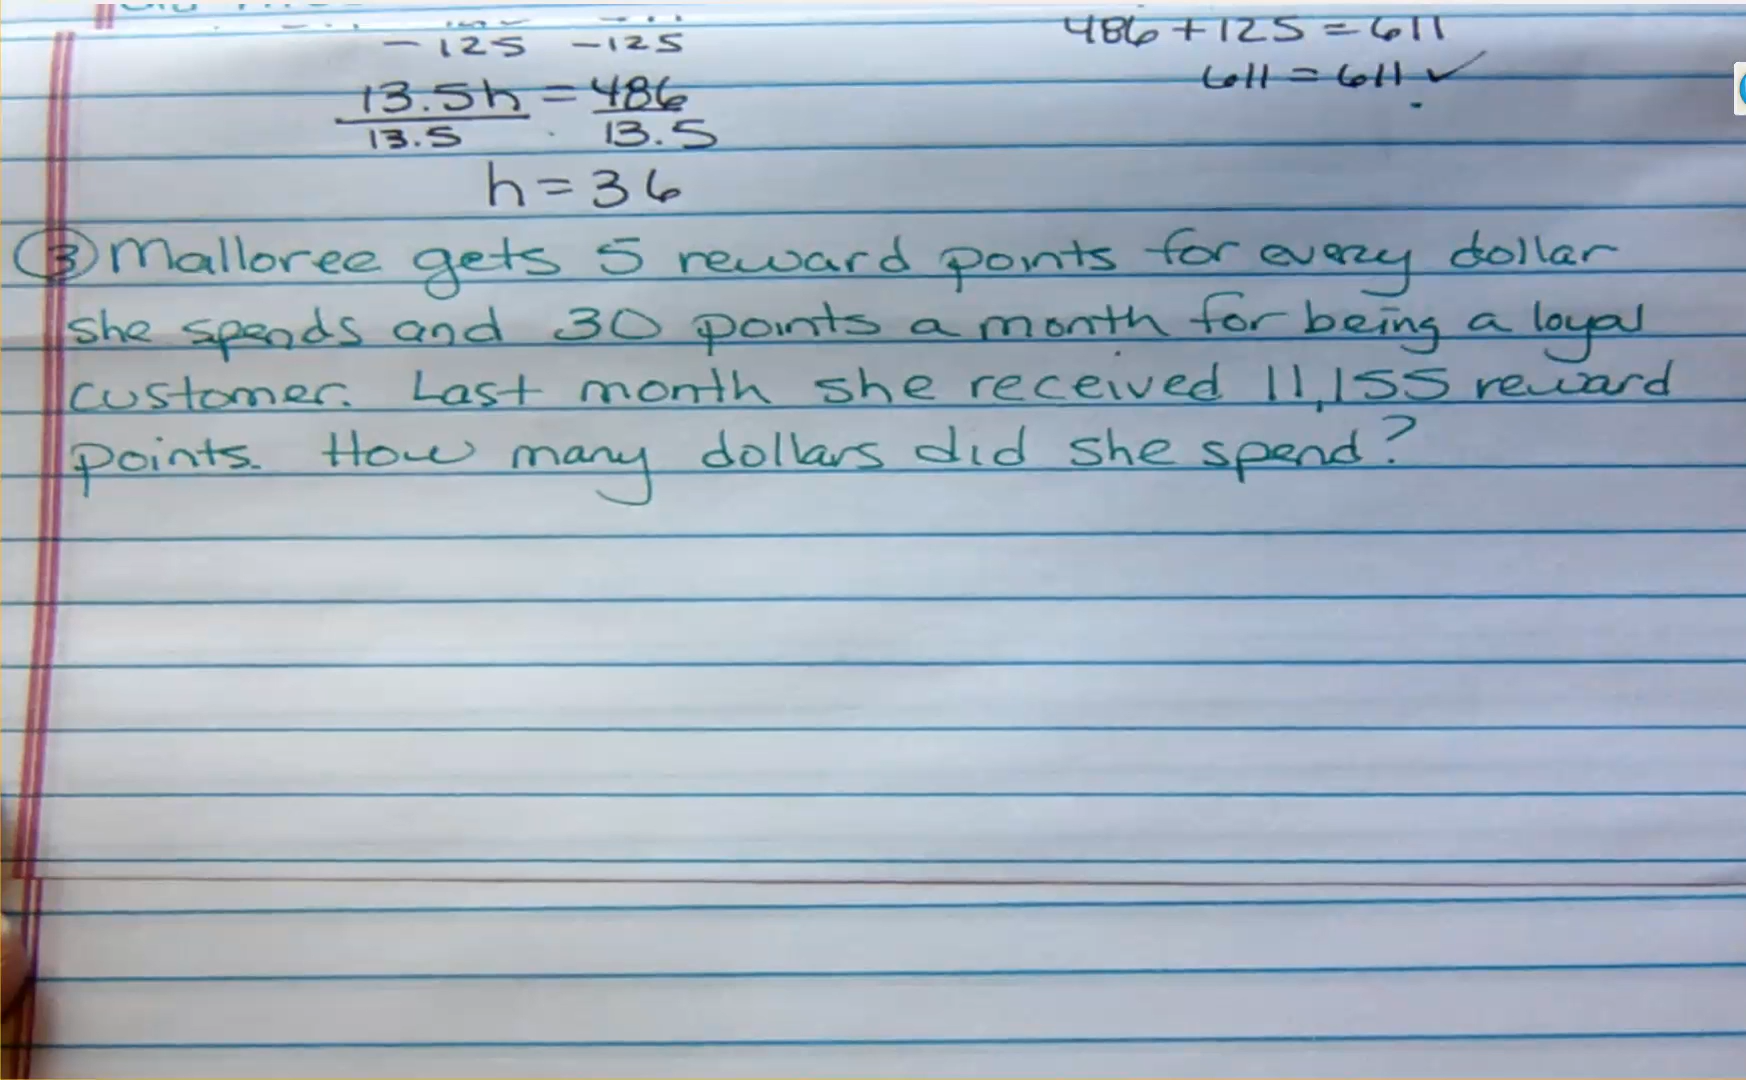 - 125 -125
486 + 125 = 611
13.5h = 486
611 = 611 ✓
13.5 13.5
h = 36
3 Malloree gets 5 reward points for every dollar
she spends and 30 points a month for being a loyal
customer. Last month she received 11,155 reward
points. How many dollars did she spend?